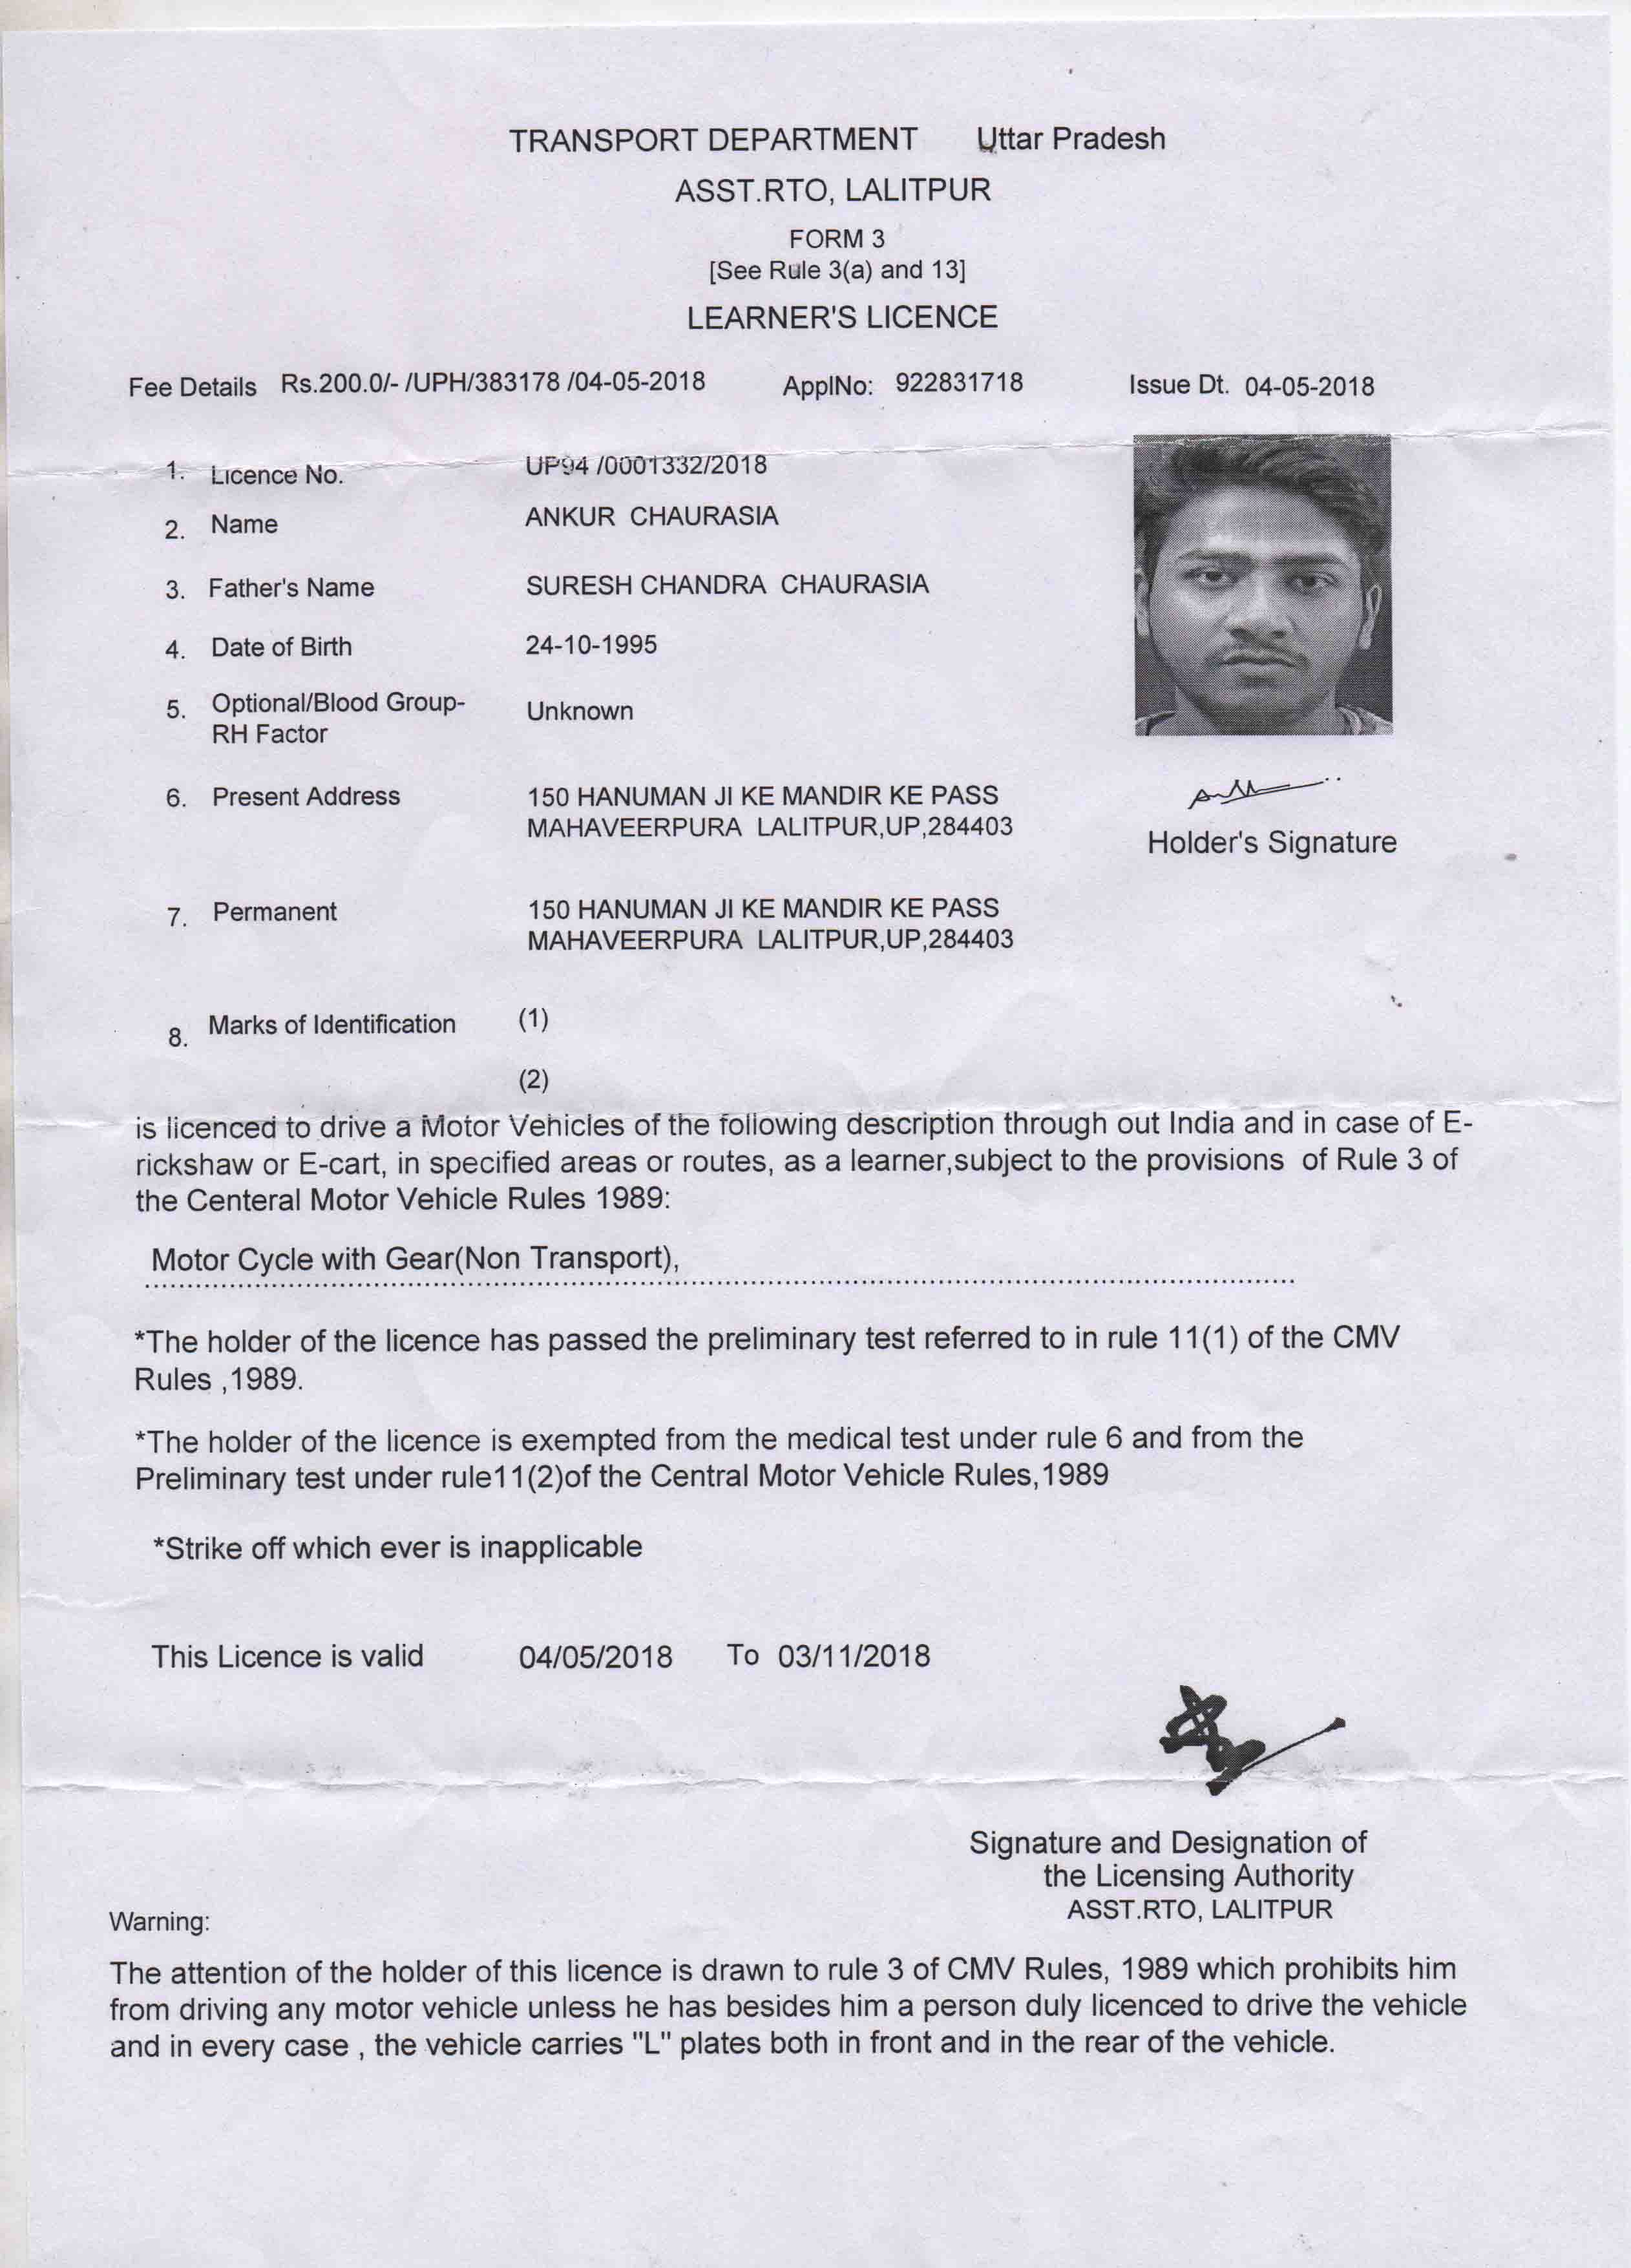 TRANSPORT DEPARTMENT Uttar Pradesh
ASST.RTO, LALITPUR
FORM 3
[See Rule 3(a) and 13]
LEARNER'S LICENCE
Fee Details Rs.200.0/- /UPH/383178 /04-05-2018 ApplNo: 922831718 Issue Dt. 04-05-2018
1. Licence No. UP94 /0001332/2018
2. Name ANKUR CHAURASIA
3. Father's Name SURESH CHANDRA CHAURASIA
4. Date of Birth 24-10-1995
5. Optional/Blood Group- Unknown
RH Factor
6. Present Address 150 HANUMAN JI KE MANDIR KE PASS
MAHAVEERPURA LALITPUR,UP,284403
Holder's Signature
7. Permanent 150 HANUMAN JI KE MANDIR KE PASS
MAHAVEERPURA LALITPUR,UP,284403
8. Marks of Identification (1)
(2)
is licenced to drive a Motor Vehicles of the following description through out India and in case of E-
rickshaw or E-cart, in specified areas or routes, as a learner,subject to the provisions of Rule 3 of
the Centeral Motor Vehicle Rules 1989:
Motor Cycle with Gear(Non Transport),
*The holder of the licence has passed the preliminary test referred to in rule 11(1) of the CMV
Rules ,1989.
*The holder of the licence is exempted from the medical test under rule 6 and from the
Preliminary test under rule11(2)of the Central Motor Vehicle Rules,1989
*Strike off which ever is inapplicable
This Licence is valid 04/05/2018 To 03/11/2018
Signature and Designation of
the Licensing Authority
ASST.RTO, LALITPUR
Warning:
The attention of the holder of this licence is drawn to rule 3 of CMV Rules, 1989 which prohibits him
from driving any motor vehicle unless he has besides him a person duly licenced to drive the vehicle
and in every case , the vehicle carries "L" plates both in front and in the rear of the vehicle.